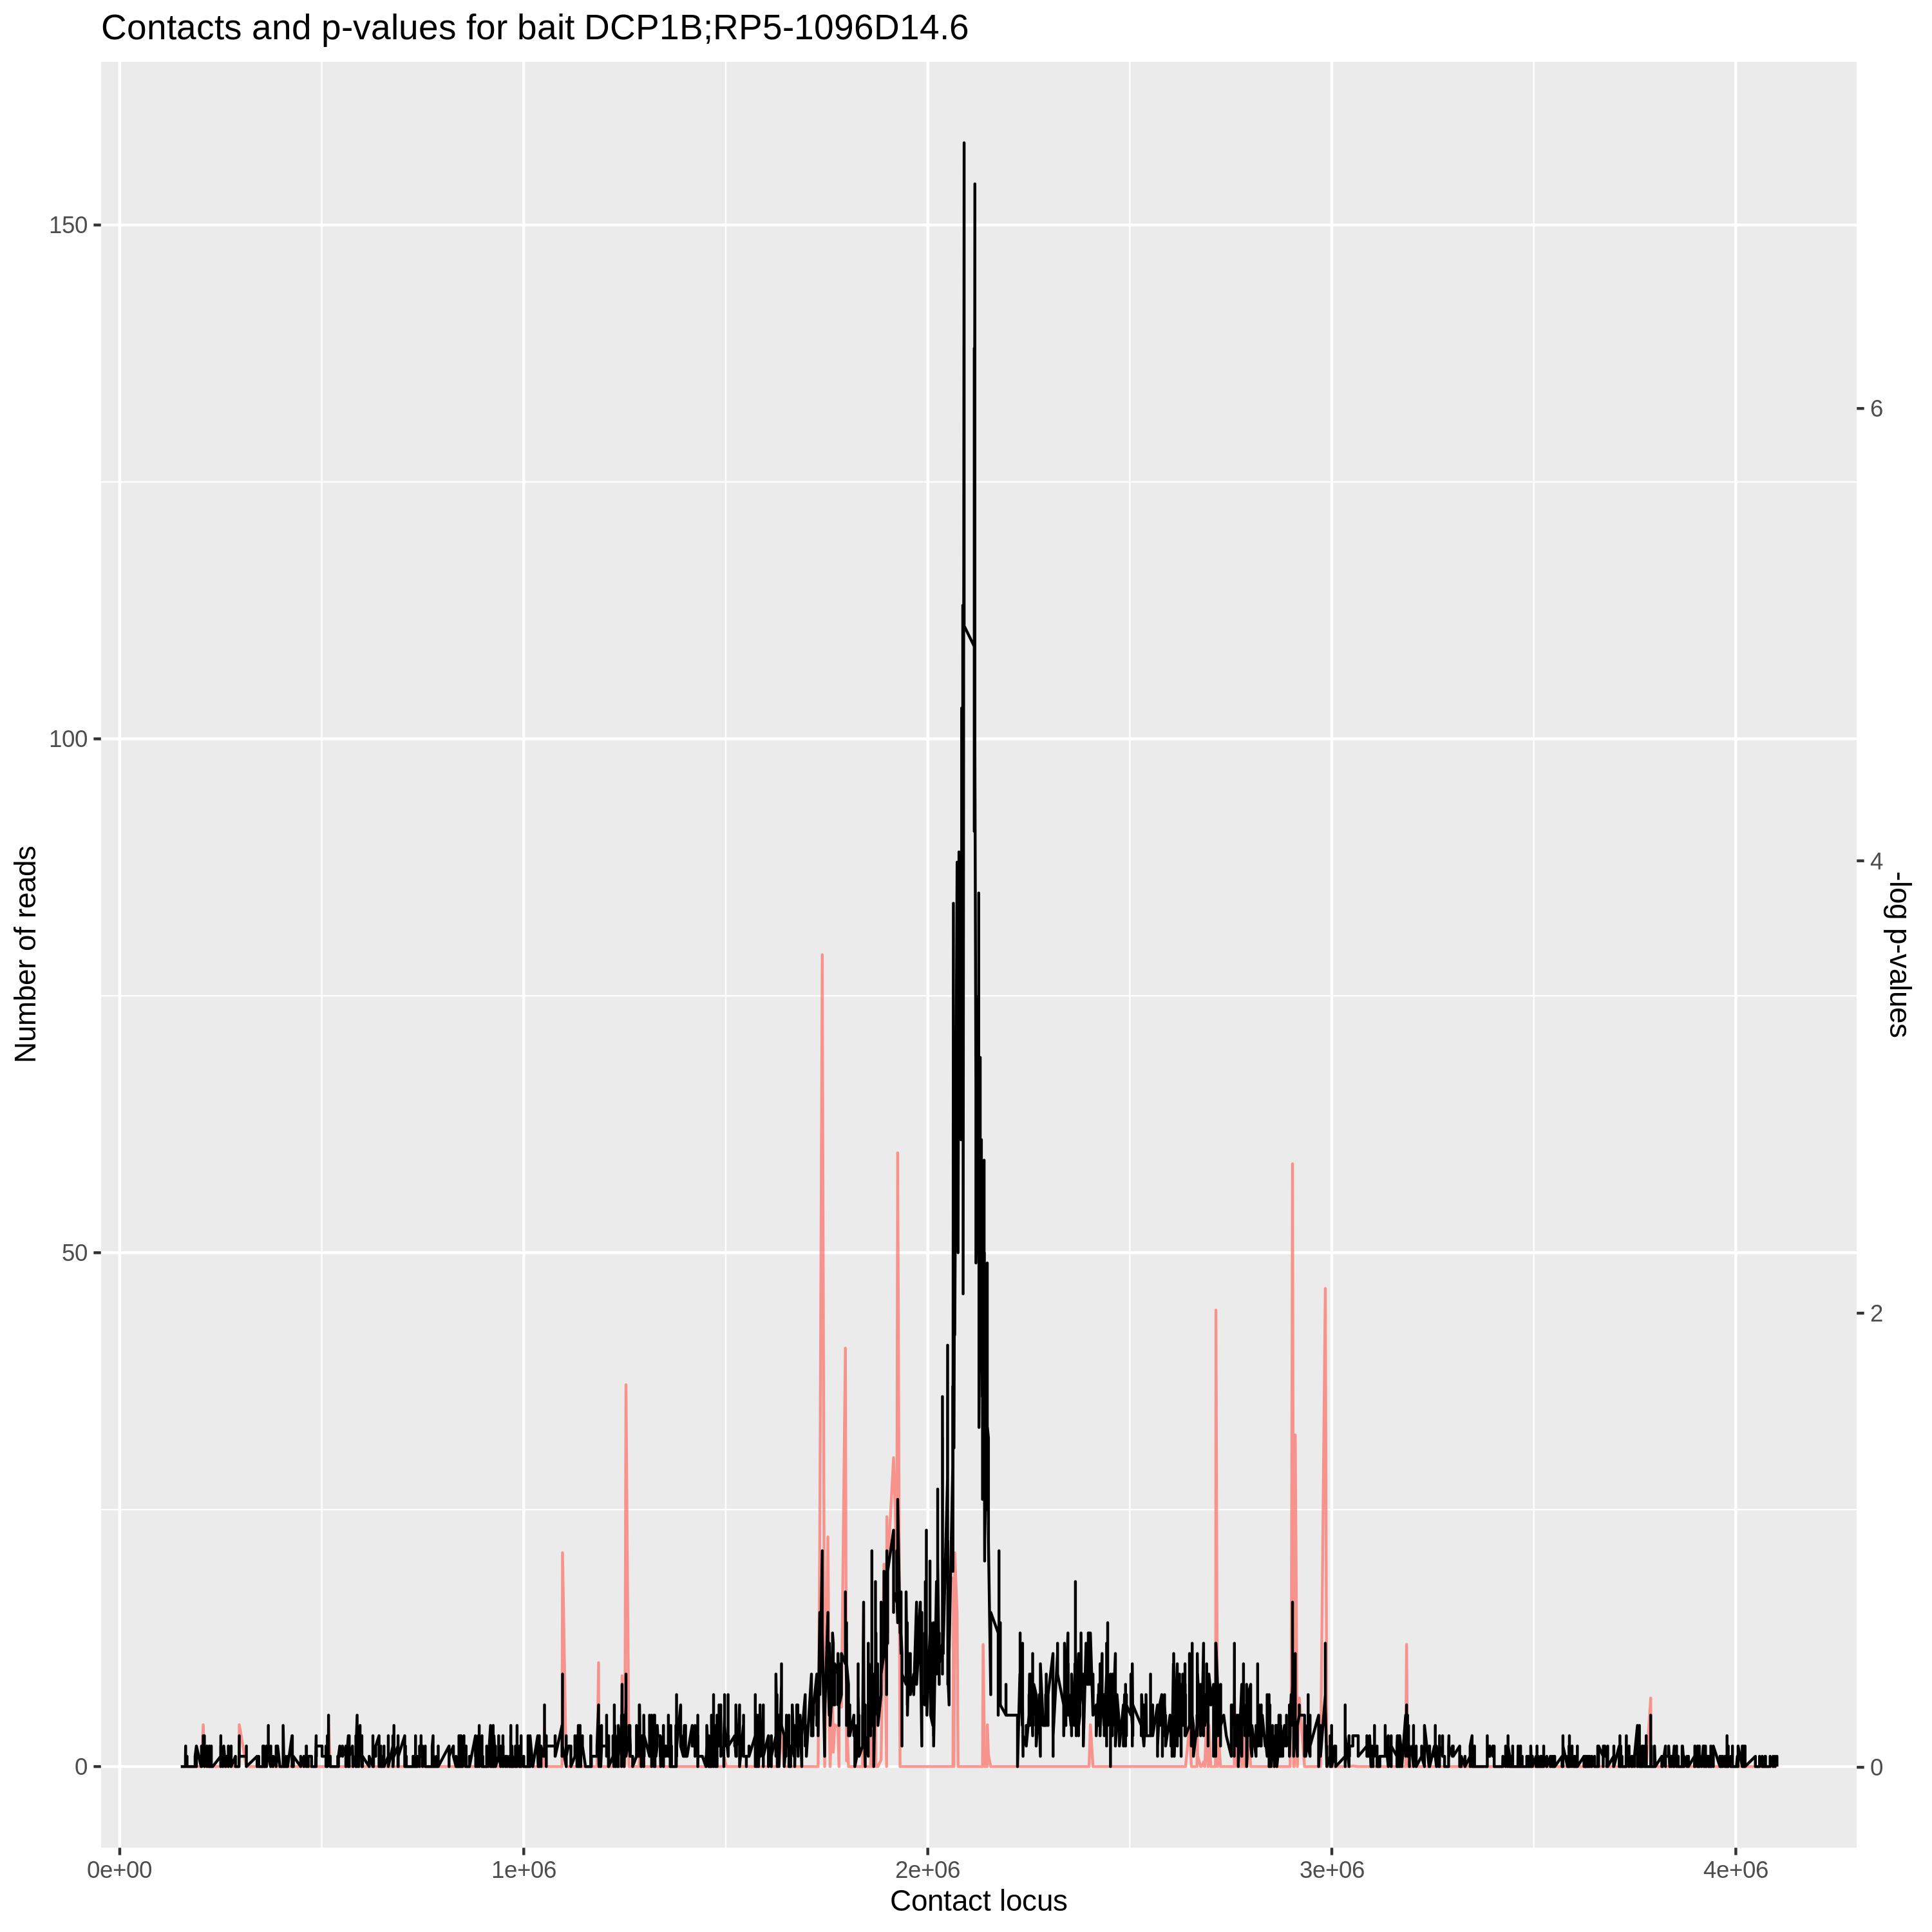 Contacts and p-values for bait DCP1B;RP5-1096D14.6
150
100
50
0
Number of reads
6
4
2
0
-log p-values
0e+00
1e+06
2e+06
3e+06
4e+06
Contact locus